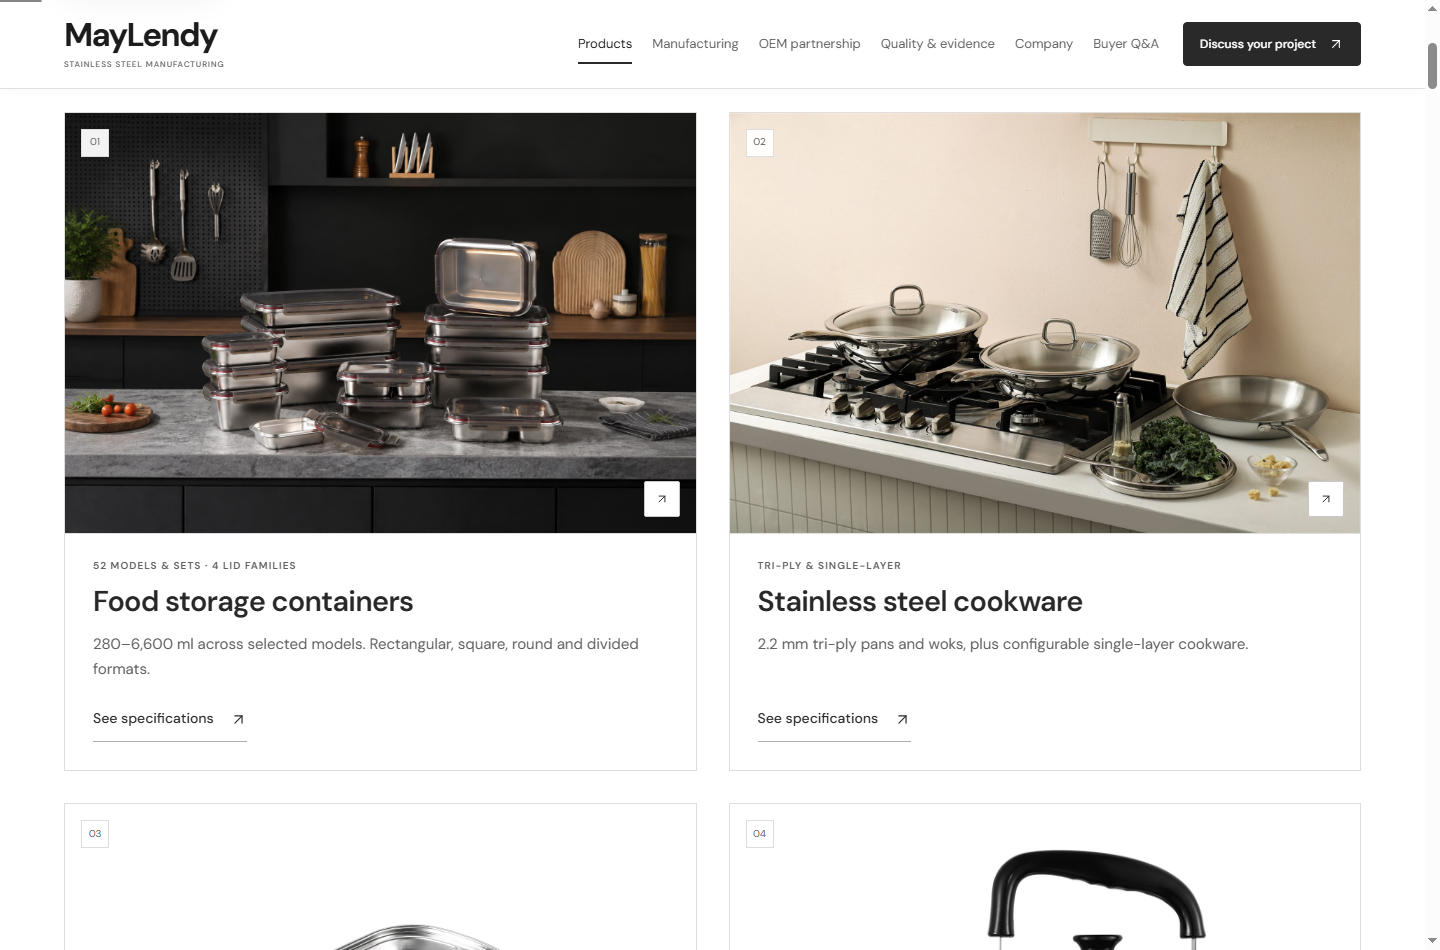 MayLendy
STAINLESS STEEL MANUFACTURING
Products
Manufacturing
OEM partnership
Quality & evidence
Company
Buyer Q&A
Discuss your project
01
02
52 MODELS & SETS · 4 LID FAMILIES
Food storage containers
280–6,600 ml across selected models. Rectangular, square, round and divided
formats.
See specifications
TRI-PLY & SINGLE-LAYER
Stainless steel cookware
2.2 mm tri-ply pans and woks, plus configurable single-layer cookware.
See specifications
03
04